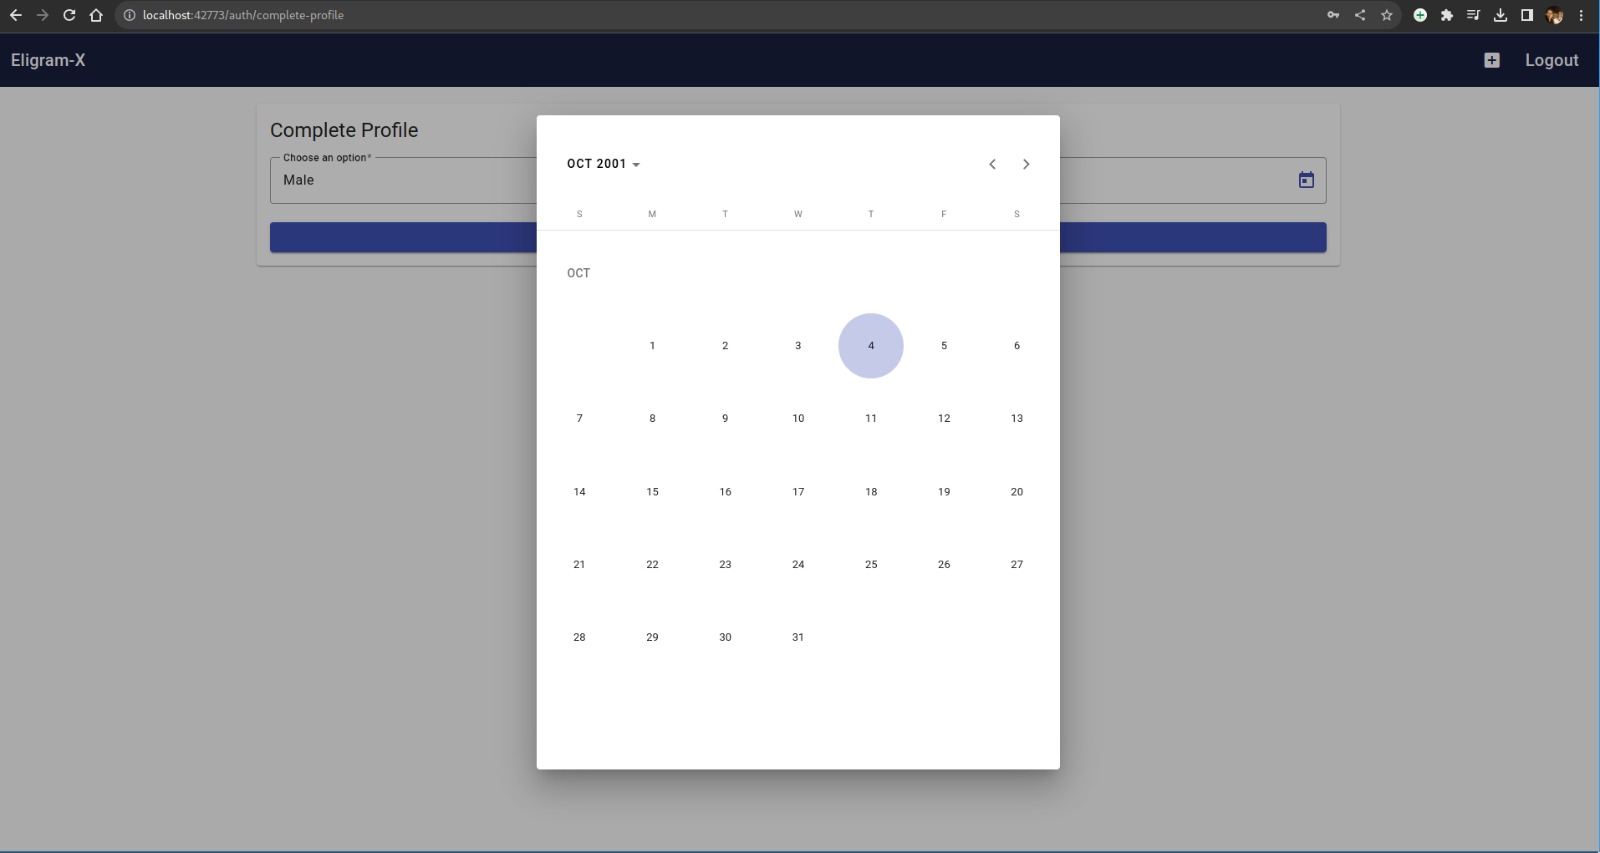 localhost:42773/auth/complete-profile
Eligram-X
Logout
Complete Profile
Choose an option*
Male
OCT 2001
S M T W T F S
OCT
1 2 3 4 5 6
7 8 9 10 11 12 13
14 15 16 17 18 19 20
21 22 23 24 25 26 27
28 29 30 31